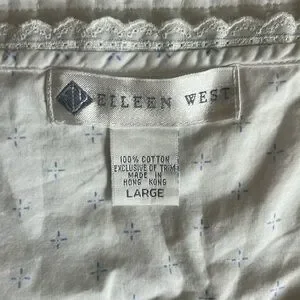 EILEEN WEST
100% COTTON
EXCLUSIVE OF TRIM
MADE IN
HONG KONG
LARGE